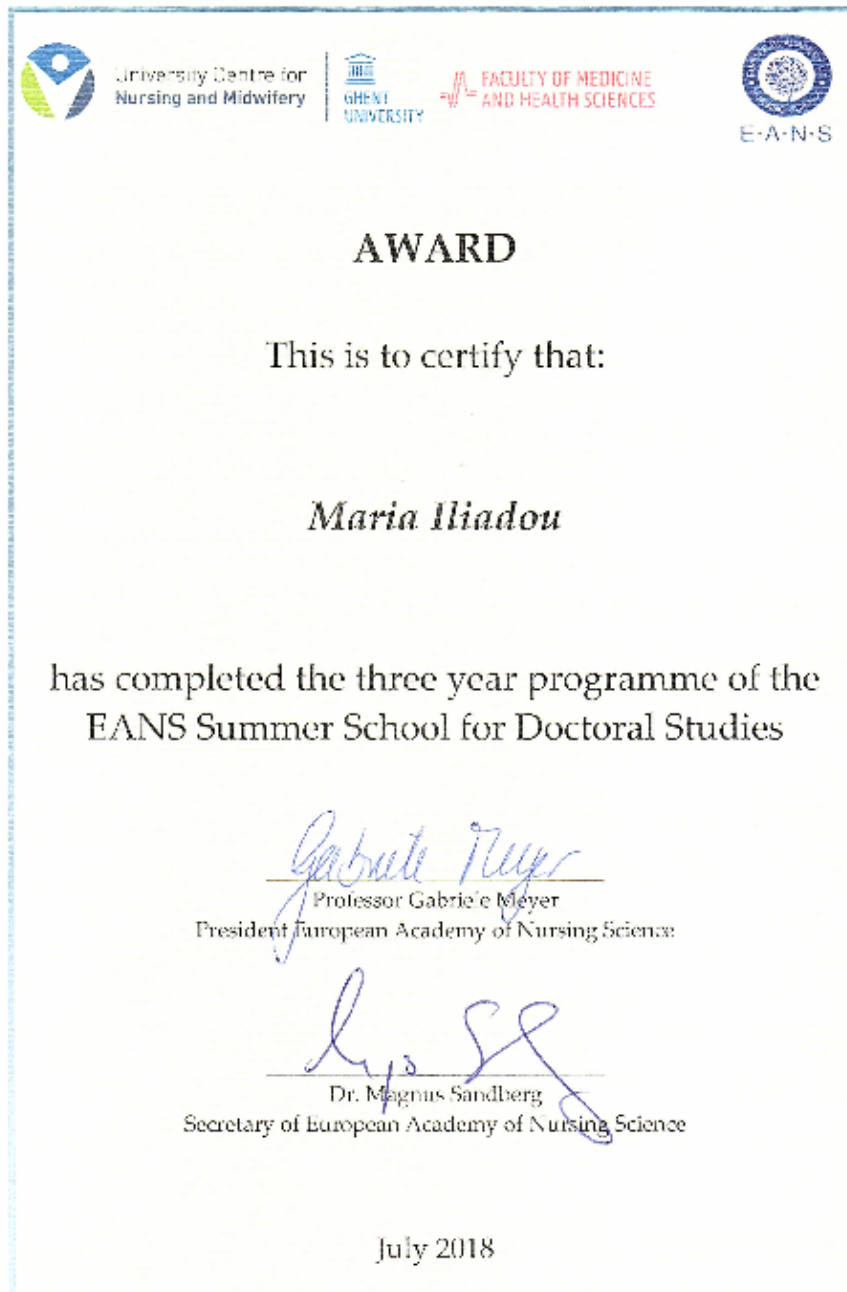 University Centre for
Nursing and Midwifery
GHENT
UNIVERSITY
FACULTY OF MEDICINE
AND HEALTH SCIENCES
E·A·N·S
AWARD
This is to certify that:
Maria Iliadou
has completed the three year programme of the
EANS Summer School for Doctoral Studies
Gabriele Meyer
Professor Gabriele Meyer
President European Academy of Nursing Science
Dr. Magnus Sandberg
Secretary of European Academy of Nursing Science
July 2018